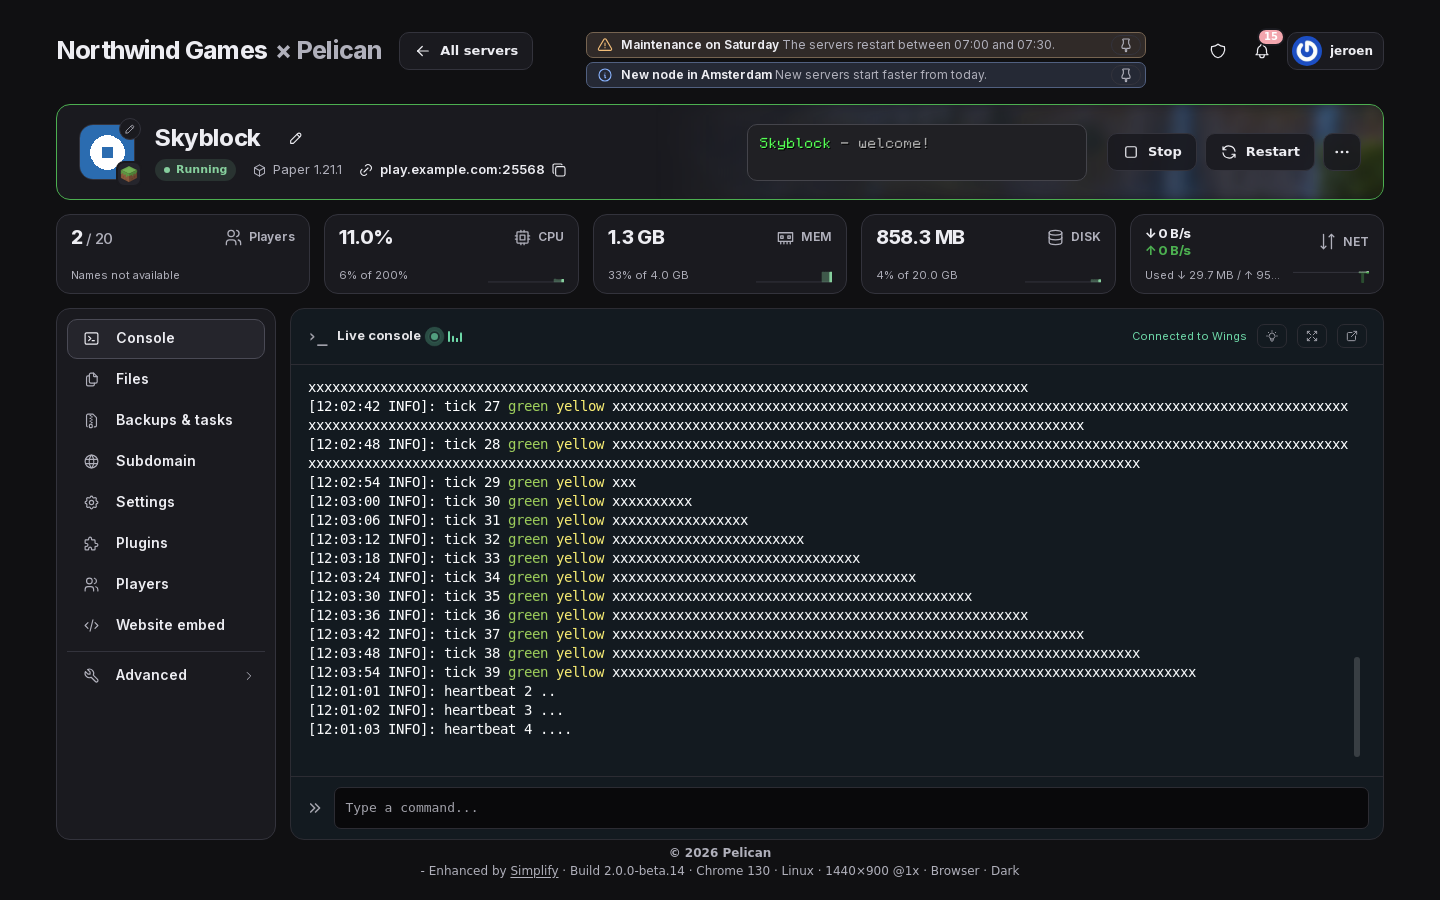 Northwind Games × Pelican
All servers
Maintenance on Saturday The servers restart between 07:00 and 07:30.
New node in Amsterdam New servers start faster from today.
15
jeroen
Skyblock
Running
Paper 1.21.1
play.example.com:25568
Skyblock - welcome!
Stop
Restart
2 / 20
Players
Names not available
11.0%
CPU
6% of 200%
1.3 GB
MEM
33% of 4.0 GB
858.3 MB
DISK
4% of 20.0 GB
↓ 0 B/s
↑ 0 B/s
NET
Used ↓ 29.7 MB / ↑ 95...
Console
Files
Backups & tasks
Subdomain
Settings
Plugins
Players
Website embed
Advanced
Live console
Connected to Wings
xxxxxxxxxxxxxxxxxxxxxxxxxxxxxxxxxxxxxxxxxxxxxxxxxxxxxxxxxxxxxxxxxxxxxxxxxxxxxxxxxxxxxxxxxx
[12:02:42 INFO]: tick 27 green yellow xxxxxxxxxxxxxxxxxxxxxxxxxxxxxxxxxxxxxxxxxxxxxxxxxxxxxxxxxxxxxxxxxxxxxxxxxxxxxxxxxxxxxxxxxxxx
xxxxxxxxxxxxxxxxxxxxxxxxxxxxxxxxxxxxxxxxxxxxxxxxxxxxxxxxxxxxxxxxxxxxxxxxxxxxxxxxxxxxxxxxxxxxxxxxx
[12:02:48 INFO]: tick 28 green yellow xxxxxxxxxxxxxxxxxxxxxxxxxxxxxxxxxxxxxxxxxxxxxxxxxxxxxxxxxxxxxxxxxxxxxxxxxxxxxxxxxxxxxxxxxxxx
xxxxxxxxxxxxxxxxxxxxxxxxxxxxxxxxxxxxxxxxxxxxxxxxxxxxxxxxxxxxxxxxxxxxxxxxxxxxxxxxxxxxxxxxxxxxxxxxxxxxxxxx
[12:02:54 INFO]: tick 29 green yellow xxx
[12:03:00 INFO]: tick 30 green yellow xxxxxxxxxx
[12:03:06 INFO]: tick 31 green yellow xxxxxxxxxxxxxxxxx
[12:03:12 INFO]: tick 32 green yellow xxxxxxxxxxxxxxxxxxxxxxxx
[12:03:18 INFO]: tick 33 green yellow xxxxxxxxxxxxxxxxxxxxxxxxxxxxxxx
[12:03:24 INFO]: tick 34 green yellow xxxxxxxxxxxxxxxxxxxxxxxxxxxxxxxxxxxxxx
[12:03:30 INFO]: tick 35 green yellow xxxxxxxxxxxxxxxxxxxxxxxxxxxxxxxxxxxxxxxxxxxxx
[12:03:36 INFO]: tick 36 green yellow xxxxxxxxxxxxxxxxxxxxxxxxxxxxxxxxxxxxxxxxxxxxxxxxxxxx
[12:03:42 INFO]: tick 37 green yellow xxxxxxxxxxxxxxxxxxxxxxxxxxxxxxxxxxxxxxxxxxxxxxxxxxxxxxxxxxx
[12:03:48 INFO]: tick 38 green yellow xxxxxxxxxxxxxxxxxxxxxxxxxxxxxxxxxxxxxxxxxxxxxxxxxxxxxxxxxxxxxxxxxx
[12:03:54 INFO]: tick 39 green yellow xxxxxxxxxxxxxxxxxxxxxxxxxxxxxxxxxxxxxxxxxxxxxxxxxxxxxxxxxxxxxxxxxxxxxxxxx
[12:01:01 INFO]: heartbeat 2 ..
[12:01:02 INFO]: heartbeat 3 ...
[12:01:03 INFO]: heartbeat 4 ....
Type a command...
© 2026 Pelican
- Enhanced by Simplify · Build 2.0.0-beta.14 · Chrome 130 · Linux · 1440×900 @1x · Browser · Dark